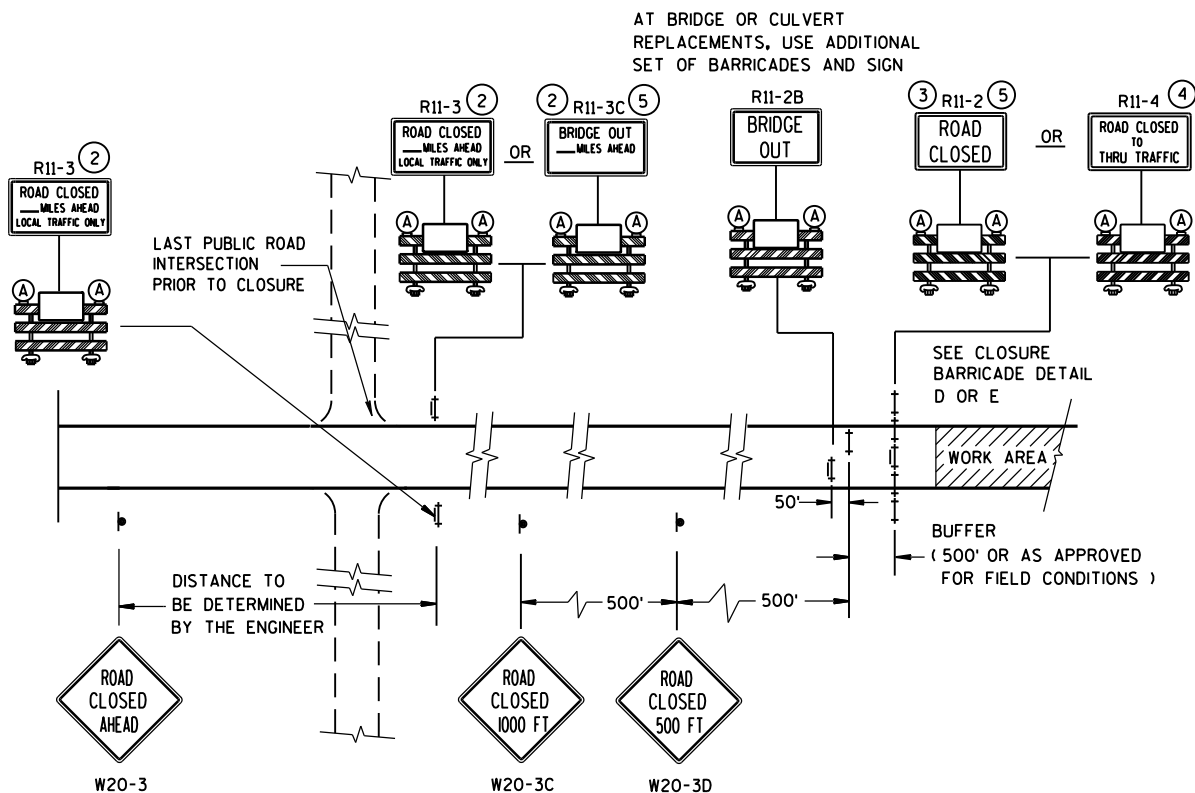 AT BRIDGE OR CULVERT
REPLACEMENTS, USE ADDITIONAL
SET OF BARRICADES AND SIGN
R11-3 2
ROAD CLOSED
___MILES AHEAD
LOCAL TRAFFIC ONLY
R11-3 2
ROAD CLOSED
___MILES AHEAD
LOCAL TRAFFIC ONLY
OR
2 R11-3C 5
BRIDGE OUT
___MILES AHEAD
R11-2B
BRIDGE
OUT
3 R11-2 5
ROAD
CLOSED
OR
R11-4 4
ROAD CLOSED
TO
THRU TRAFFIC
A A
A A
A A
A A
A A
A A
LAST PUBLIC ROAD
INTERSECTION
PRIOR TO CLOSURE
SEE CLOSURE
BARRICADE DETAIL
D OR E
WORK AREA
50'
BUFFER
( 500' OR AS APPROVED
FOR FIELD CONDITIONS )
DISTANCE TO
BE DETERMINED
BY THE ENGINEER
500'
500'
ROAD
CLOSED
AHEAD
W20-3
ROAD
CLOSED
1000 FT
W20-3C
ROAD
CLOSED
500 FT
W20-3D